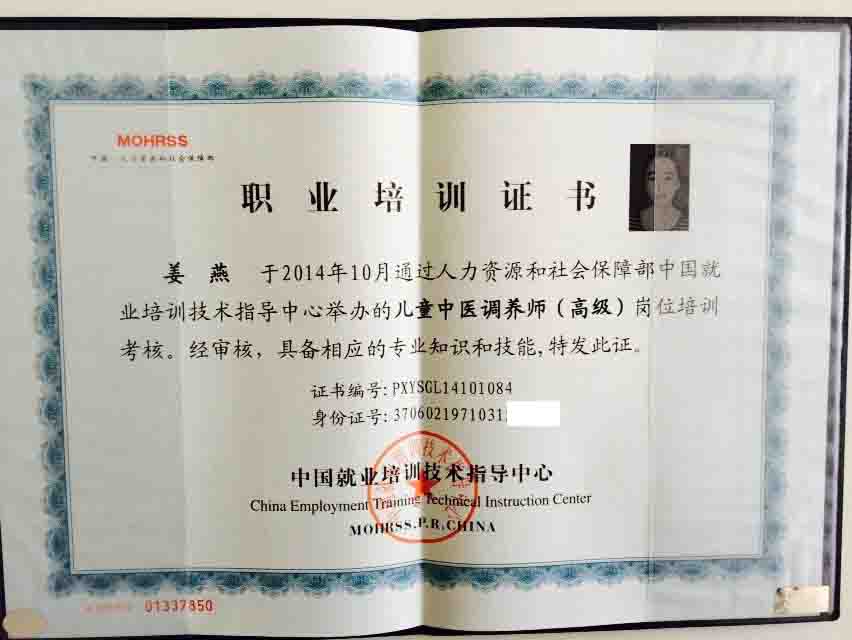 MOHRSS
中国·人力资源和社会保障部
职业培训证书
姜 燕 于2014年10月通过人力资源和社会保障部中国就
业培训技术指导中心举办的儿童中医调养师（高级）岗位培训
考核。经审核，具备相应的专业知识和技能,特发此证。
证书编号:PXYSGL14101084
身份证号:3706021971031
中国就业培训技术指导中心
China Employment Training Technical Instruction Center
MOHRSS.P.R.CHINA
01337850